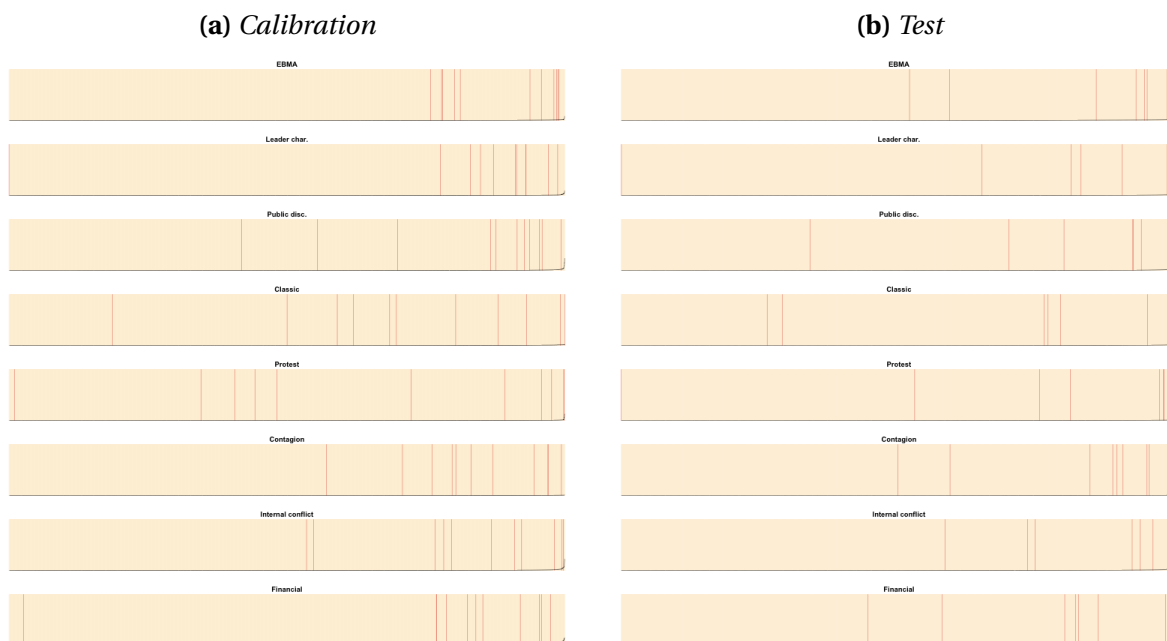 (a) Calibration
EBMA
Leader char.
Public disc.
Classic
Protest
Contagion
Internal conflict
Financial
(b) Test
EBMA
Leader char.
Public disc.
Classic
Protest
Contagion
Internal conflict
Financial